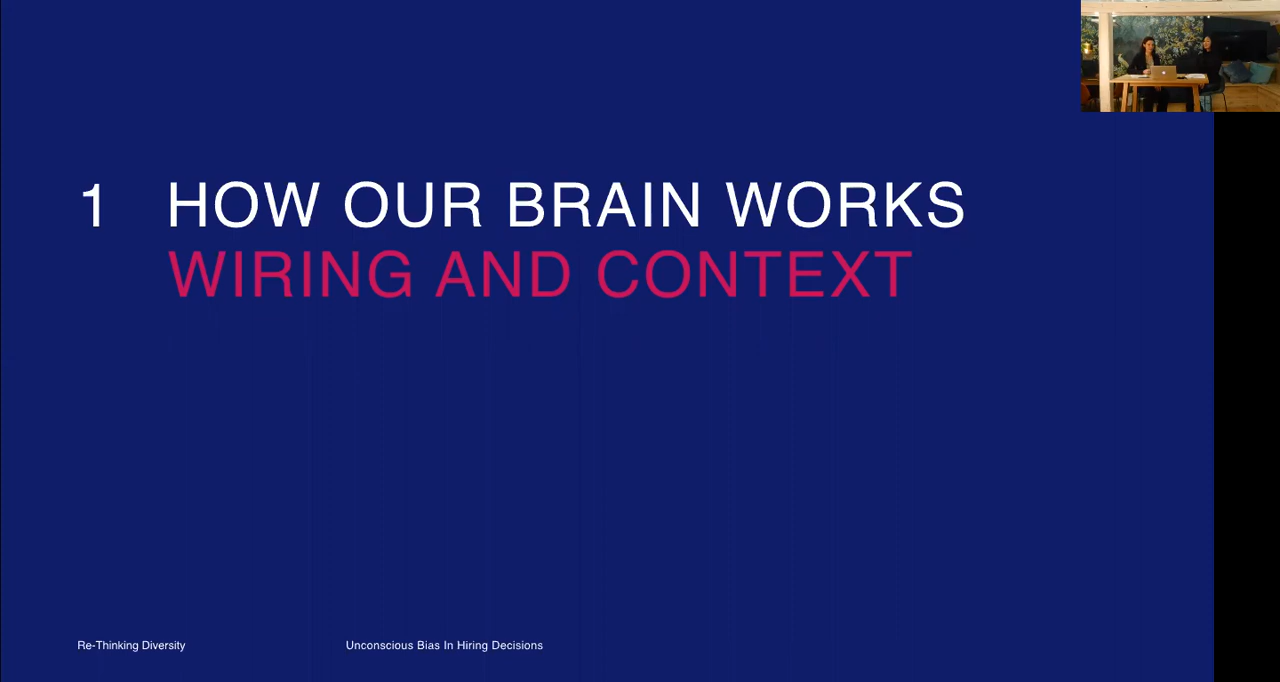 1 HOW OUR BRAIN WORKS
WIRING AND CONTEXT
Re-Thinking Diversity
Unconscious Bias In Hiring Decisions